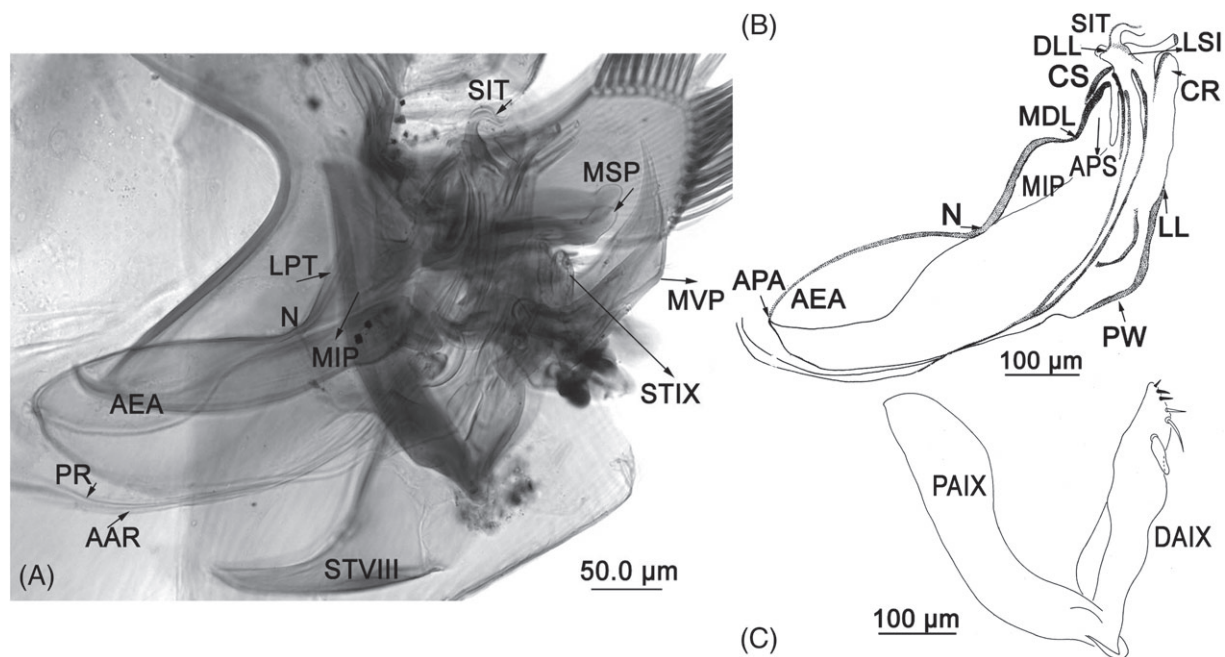 SIT
MSP
LPT
N
MIP
MVP
AEA
STIX
PR
AAR
STVIII
(A)
50.0 µm
(B)
SIT
DLL
LSI
CS
CR
MDL
APS
MIP
N
LL
APA
AEA
PW
100 µm
PAIX
DAIX
100 µm
(C)